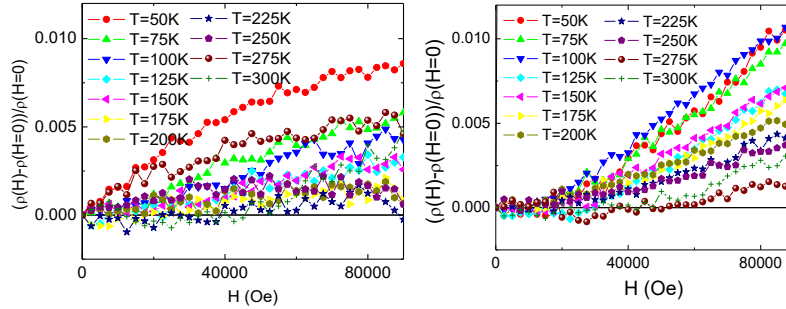 (ρ(H)-ρ(H=0))/ρ(H=0)
0.010
0.005
0.000
T=50K
T=75K
T=100K
T=125K
T=150K
T=175K
T=200K
T=225K
T=250K
T=275K
T=300K
0
40000
80000
H (Oe)
(ρ(H)-ρ(H=0))/ρ(H=0)
0.010
0.005
0.000
T=50K
T=75K
T=100K
T=125K
T=150K
T=175K
T=200K
T=225K
T=250K
T=275K
T=300K
0
40000
80000
H (Oe)